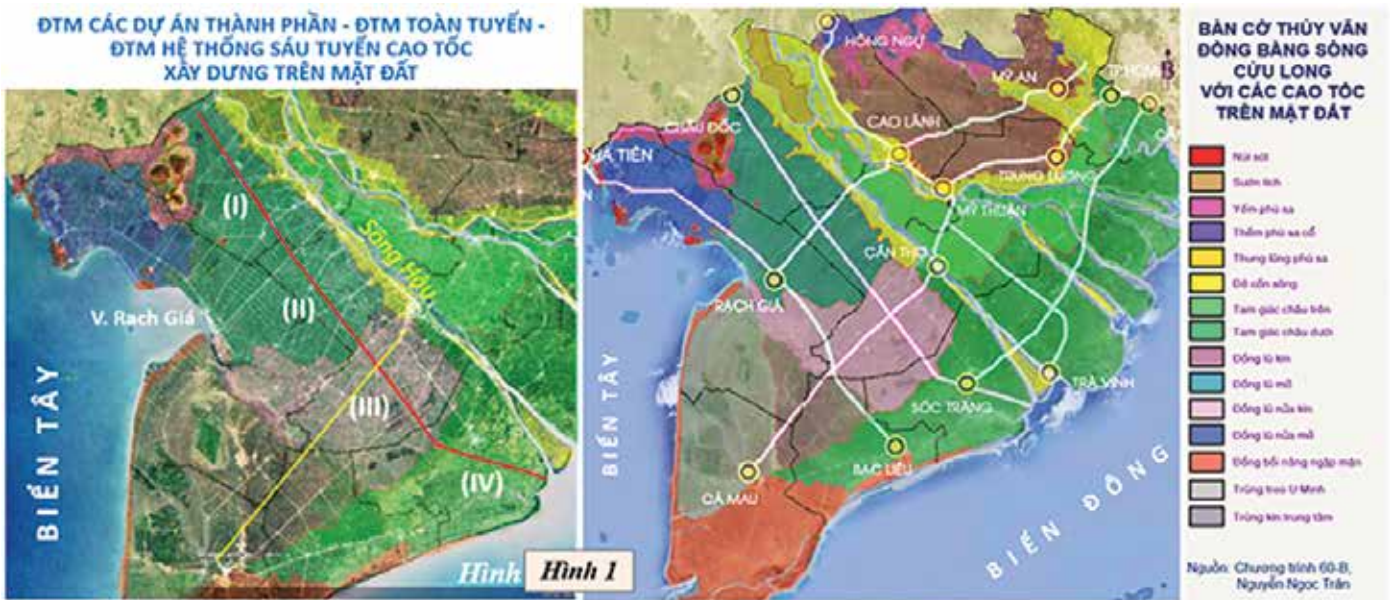 ĐTM CÁC DỰ ÁN THÀNH PHẦN - ĐTM TOÀN TUYẾN -
ĐTM HỆ THỐNG SÁU TUYẾN CAO TỐC
XÂY DỰNG TRÊN MẶT ĐẤT
(I)
(II)
Sông Hậu
V. Rạch Giá
(III)
(IV)
BIỂN TÂY
Hình
Hình 1
HỒNG NGỰ
MỸ AN
CHÂU ĐỐC
CAO LÃNH
HÀ TIÊN
TRUNG LƯƠNG
MỸ THUẬN
CẦN THƠ
RẠCH GIÁ
TRÀ VINH
SÓC TRĂNG
BẠC LIÊU
CÀ MAU
BIỂN TÂY
BIỂN ĐÔNG
BÀN CỜ THỦY VĂN
ĐỒNG BẰNG SÔNG
CỬU LONG
VỚI CÁC CAO TỐC
TRÊN MẶT ĐẤT
Núi sót
Sườn tích
Yếm phù sa
Thềm phù sa cổ
Thung lũng phù sa
Đê cồn sông
Tam giác châu trên
Tam giác châu dưới
Đồng lũ kín
Đồng lũ mở
Đồng lũ nửa kín
Đồng lũ nửa mở
Đồng bồi nông ngập mặn
Trũng treo U Minh
Trũng kín trung tâm
Nguồn: Chương trình 60-B,
Nguyễn Ngọc Trân